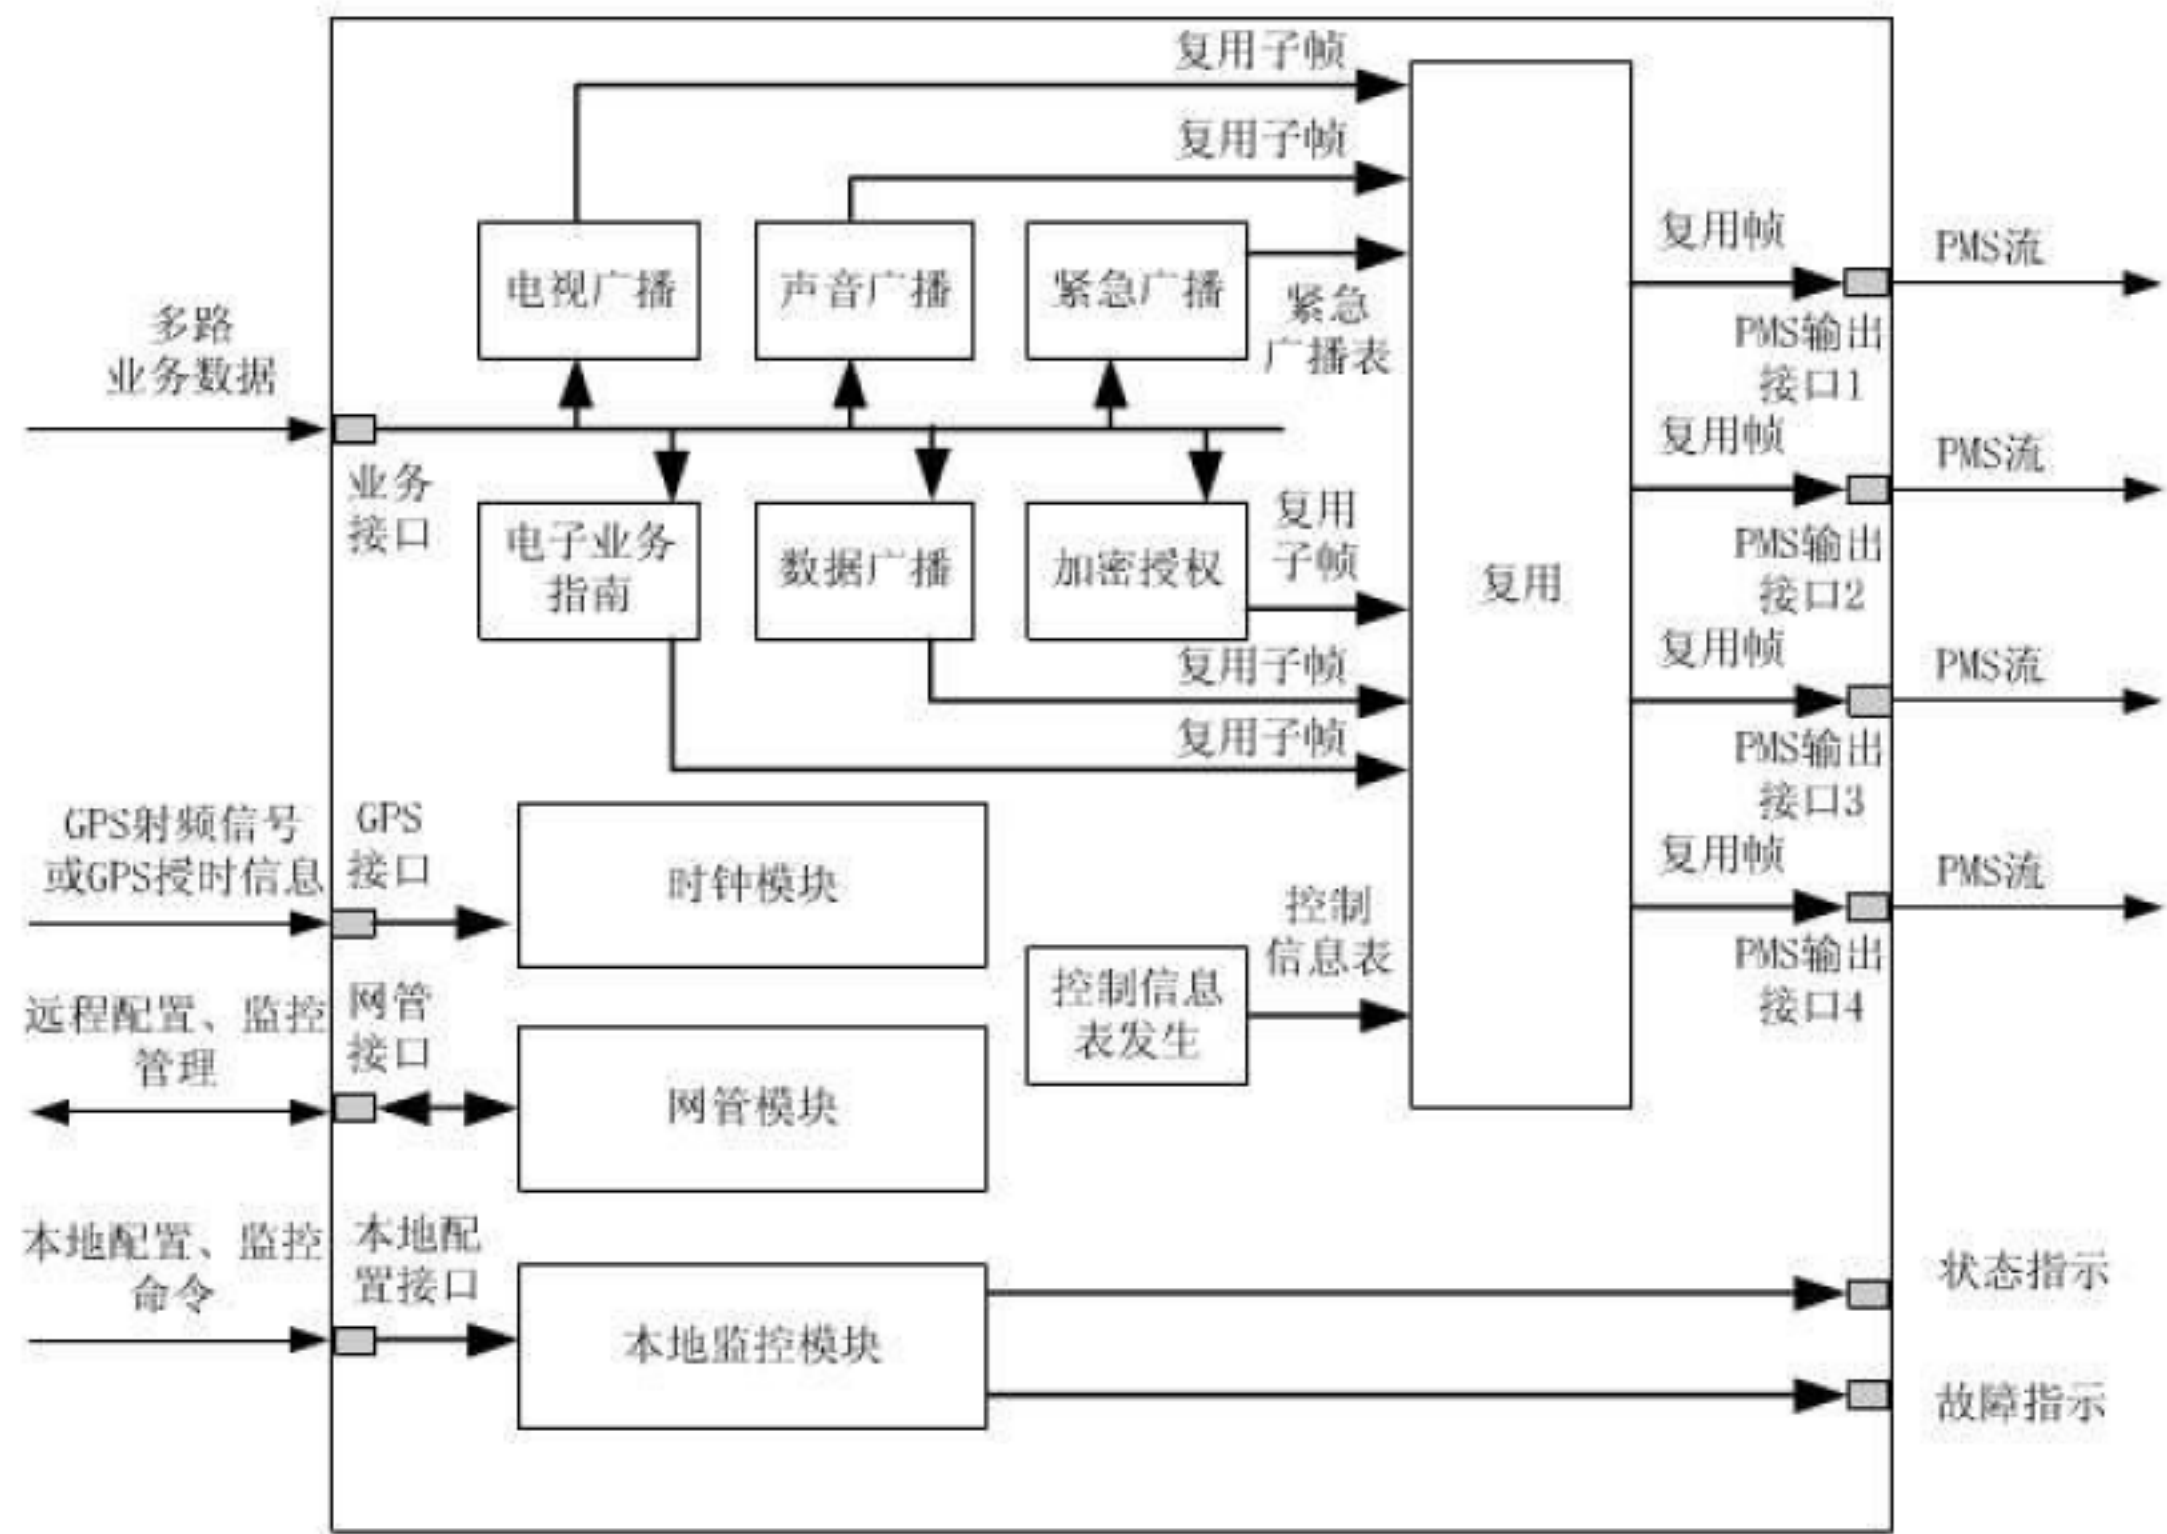 复用子帧
复用子帧
电视广播
声音广播
紧急广播
紧急
广播表
多路
业务数据
业务
接口
电子业务
指南
数据广播
加密授权
复用
子帧
复用子帧
复用子帧
复用
复用帧
PMS流
PMS输出
接口1
复用帧
PMS流
PMS输出
接口2
复用帧
PMS流
PMS输出
接口3
复用帧
PMS流
PMS输出
接口4
GPS射频信号
或GPS授时信息
GPS
接口
时钟模块
控制
信息表
控制信息
表发生
远程配置、监控
管理
网管
接口
网管模块
本地配置、监控
命令
本地配
置接口
本地监控模块
状态指示
故障指示